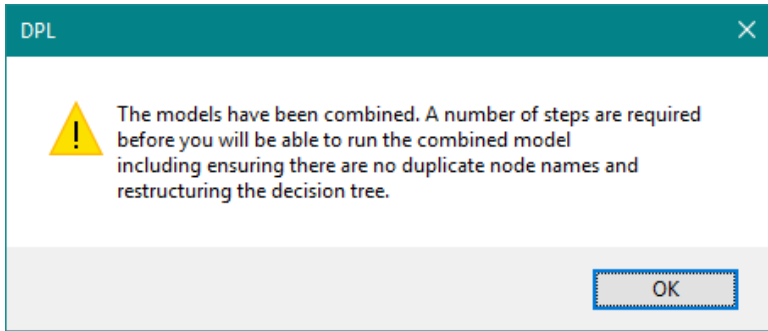 DPL
The models have been combined. A number of steps are required
before you will be able to run the combined model
including ensuring there are no duplicate node names and
restructuring the decision tree.
OK